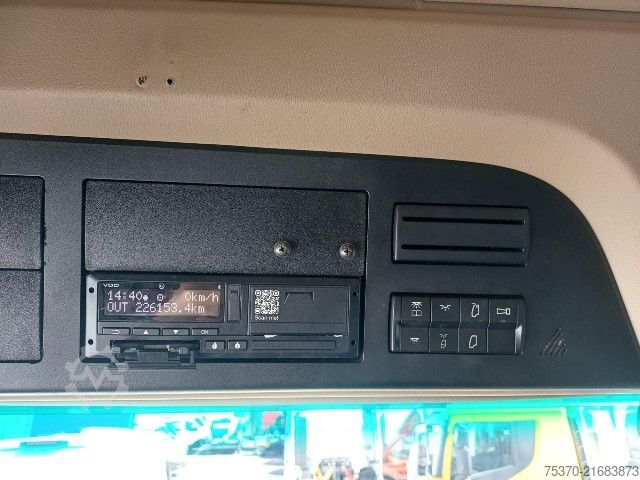 VDO
14:40 0km/h
OUT 226153.4km
OK
Scan me!
75370-21683873